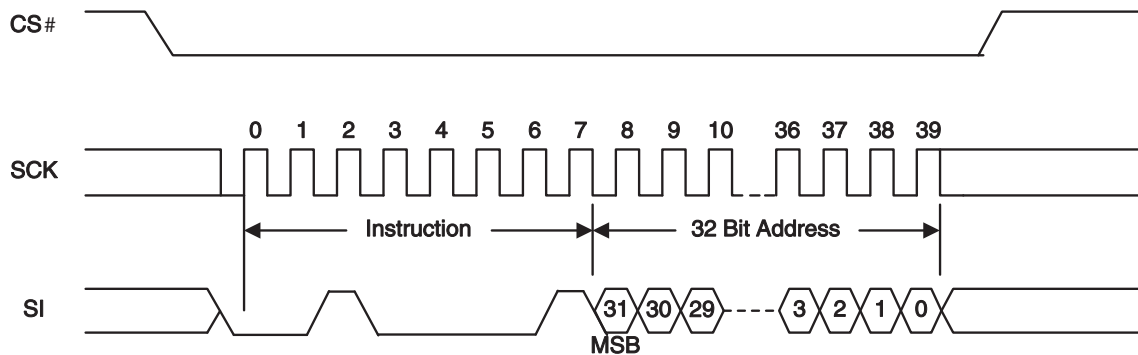 CS#
0 1 2 3 4 5 6 7 8 9 10 36 37 38 39
SCK
Instruction 32 Bit Address
SI 31 30 29 3 2 1 0
MSB